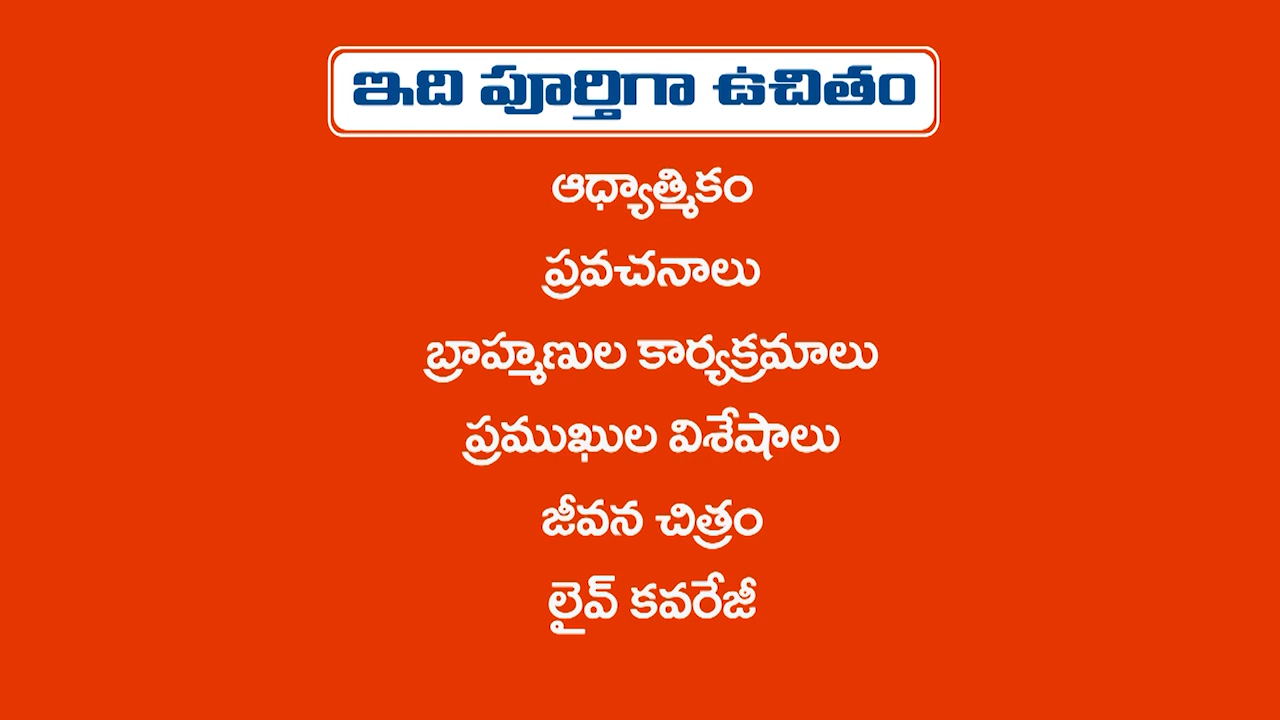 ఇది పూర్తిగా ఉచితం
ఆధ్యాత్మికం
ప్రవచనాలు
బ్రాహ్మణుల కార్యక్రమాలు
ప్రముఖుల విశేషాలు
జీవన చిత్రం
లైవ్ కవరేజీ